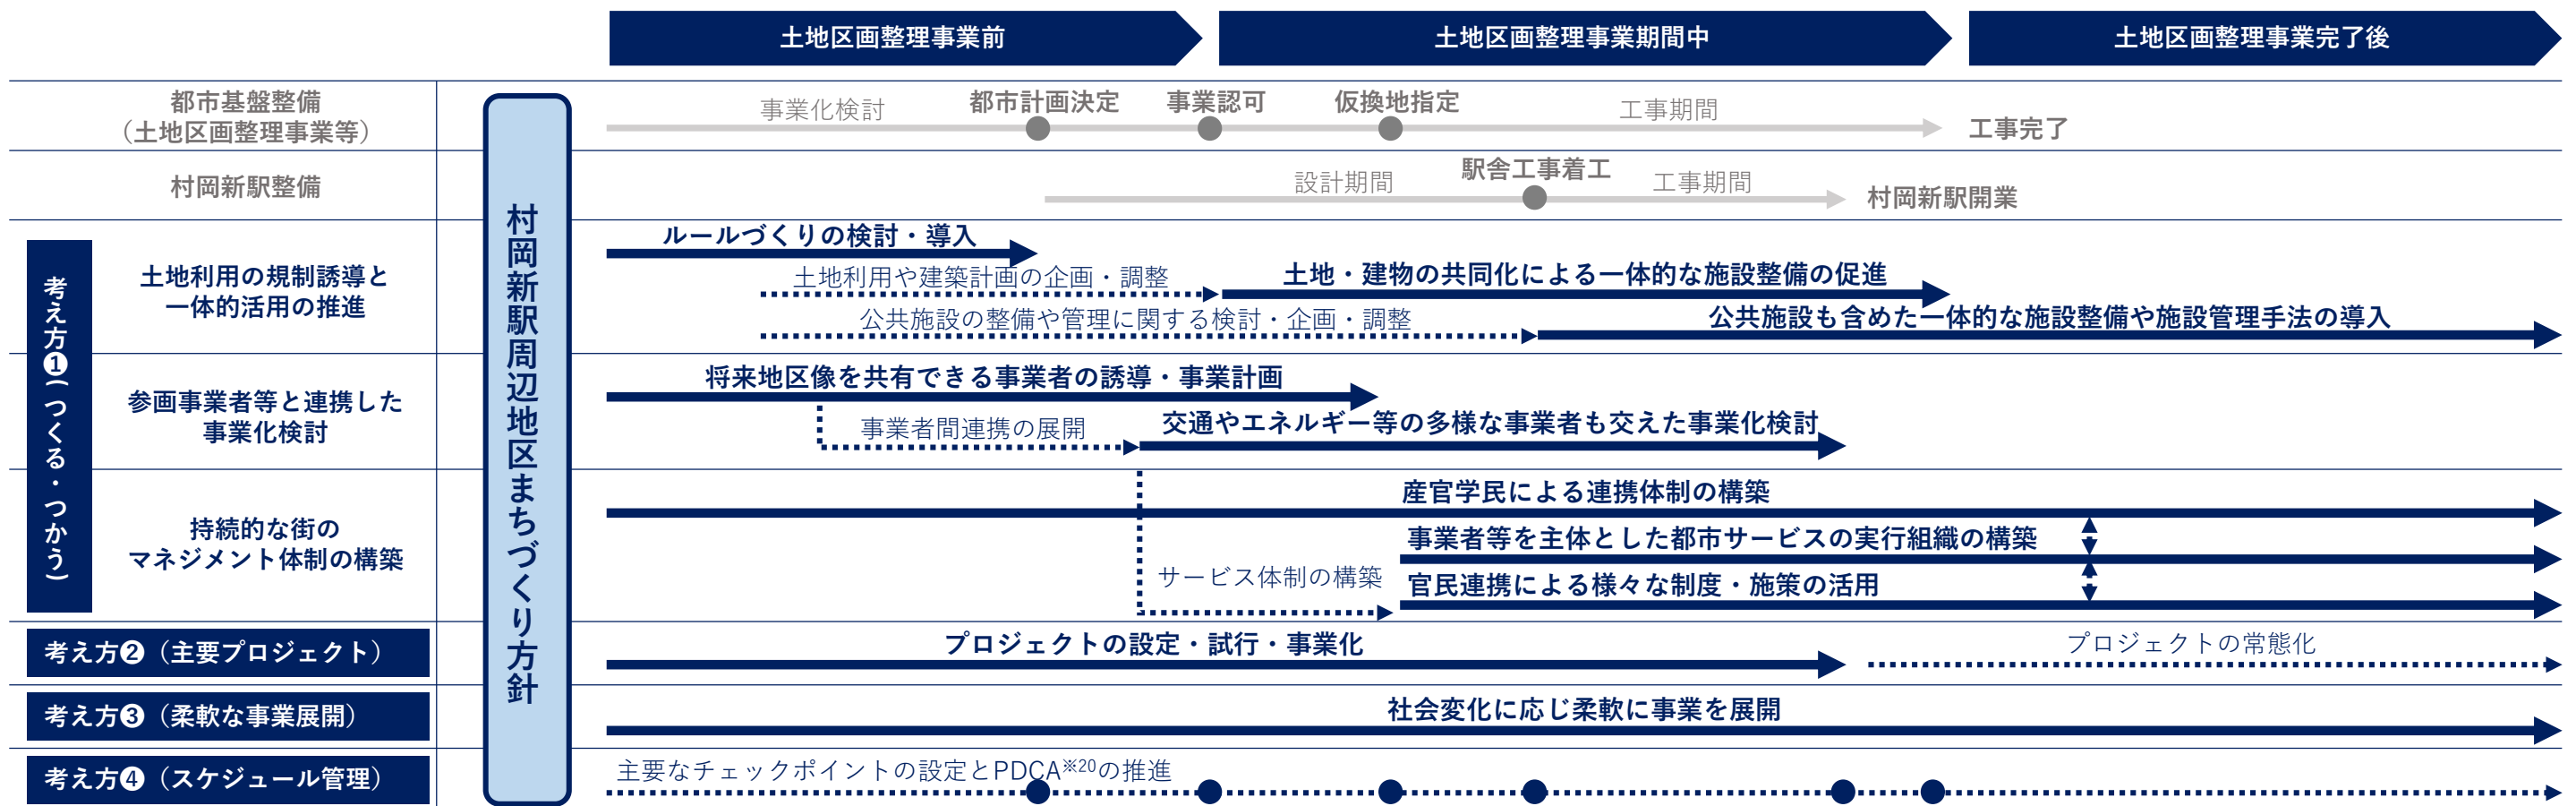 土地区画整理事業前
土地区画整理事業期間中
土地区画整理事業完了後
都市基盤整備
（土地区画整理事業等）
事業化検討
都市計画決定
事業認可
仮換地指定
工事期間
工事完了
村岡新駅整備
設計期間
駅舎工事着工
工事期間
村岡新駅開業
村岡新駅周辺地区まちづくり方針
考え方❶(つくる・つかう)
土地利用の規制誘導と
一体的活用の推進
ルールづくりの検討・導入
土地利用や建築計画の企画・調整
土地・建物の共同化による一体的な施設整備の促進
公共施設の整備や管理に関する検討・企画・調整
公共施設も含めた一体的な施設整備や施設管理手法の導入
参画事業者等と連携した
事業化検討
将来地区像を共有できる事業者の誘導・事業計画
事業者間連携の展開
交通やエネルギー等の多様な事業者も交えた事業化検討
持続的な街の
マネジメント体制の構築
産官学民による連携体制の構築
事業者等を主体とした都市サービスの実行組織の構築
サービス体制の構築
官民連携による様々な制度・施策の活用
考え方❷（主要プロジェクト）
プロジェクトの設定・試行・事業化
プロジェクトの常態化
考え方❸（柔軟な事業展開）
社会変化に応じ柔軟に事業を展開
考え方❹（スケジュール管理）
主要なチェックポイントの設定とPDCA※20の推進